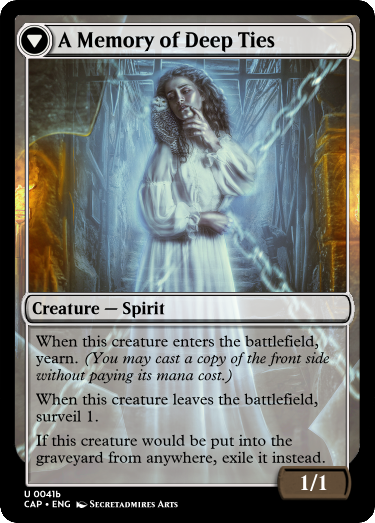 A Memory of Deep Ties
Creature — Spirit
When this creature enters the battlefield,
yearn. (You may cast a copy of the front side
without paying its mana cost.)
When this creature leaves the battlefield,
surveil 1.
If this creature would be put into the
graveyard from anywhere, exile it instead.
1/1
U 0041b
CAP • ENG Secretadmires Arts